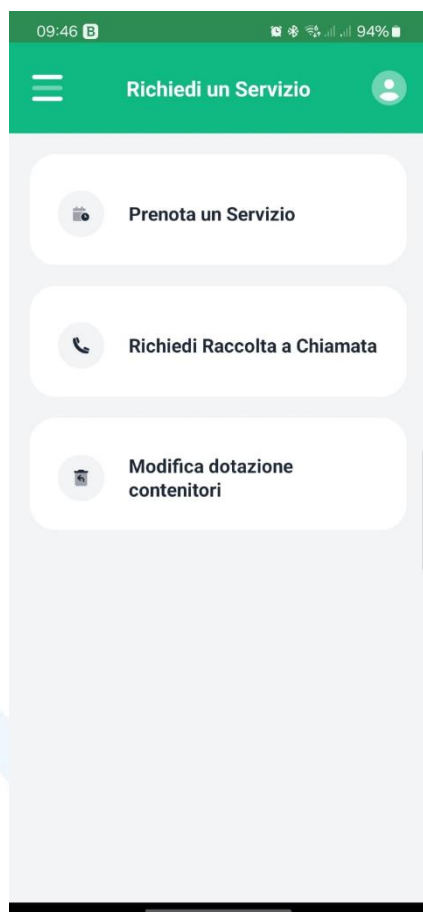 09:46 B 94%
Richiedi un Servizio
Prenota un Servizio
Richiedi Raccolta a Chiamata
Modifica dotazione
contenitori